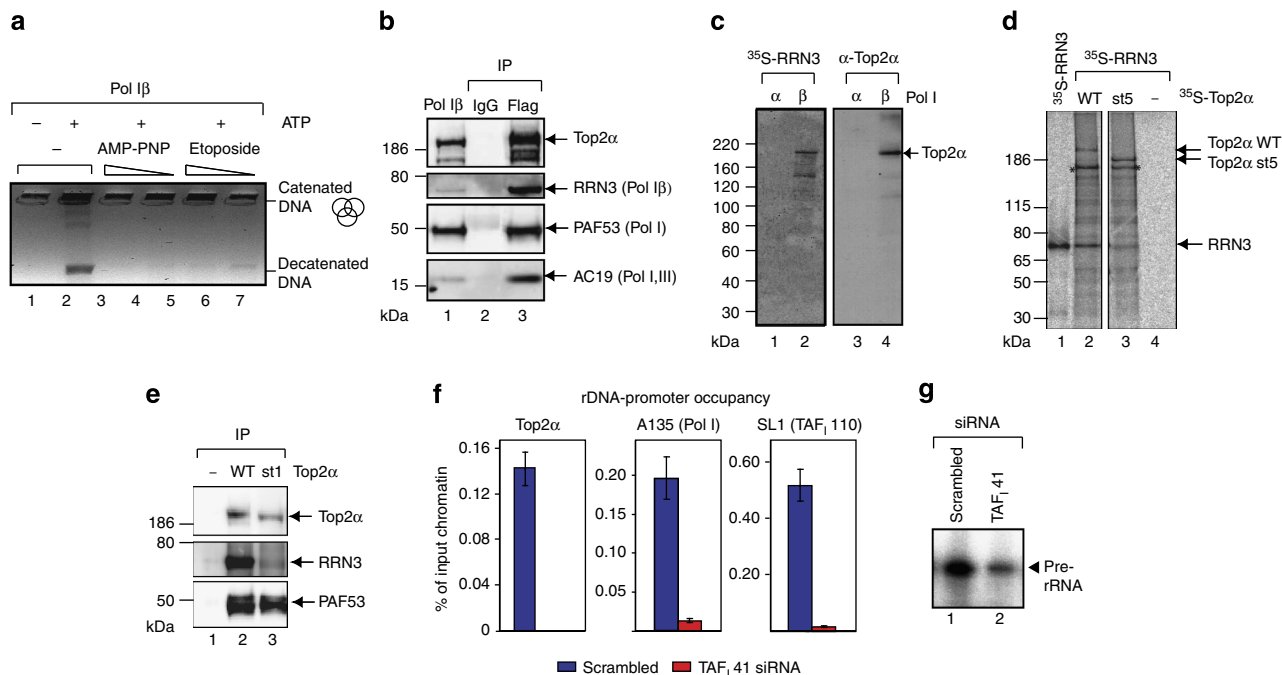 a
Pol Iβ
– + + + ATP
– AMP-PNP Etoposide
Catenated
DNA
Decatenated
DNA
1 2 3 4 5 6 7
b
IP
Pol Iβ IgG Flag
186 Top2α
80 RRN3 (Pol Iβ)
50 PAF53 (Pol I)
15 AC19 (Pol I,III)
kDa 1 2 3
c
³⁵S-RRN3 α-Top2α
α β α β Pol I
220
160 Top2α
120
100
80
60
40
30
kDa 1 2 3 4
d
³⁵S-RRN3
³⁵S-RRN3
WT st5 – ³⁵S-Top2α
Top2α WT
186 Top2α st5
* *
115
80 RRN3
65
50
30
kDa 1 2 3 4
e
IP
– WT st1 Top2α
186 Top2α
80
RRN3
50 PAF53
kDa 1 2 3
f
rDNA-promoter occupancy
Top2α A135 (Pol I) SL1 (TAF_I 110)
% of input chromatin
0.16
0.12
0.08
0.04
0
0.20
0.15
0.20
0.05
0.60
0.40
0.20
Scrambled TAF_I 41 siRNA
g
siRNA
Scrambled
TAF_I 41
Pre-
rRNA
1 2